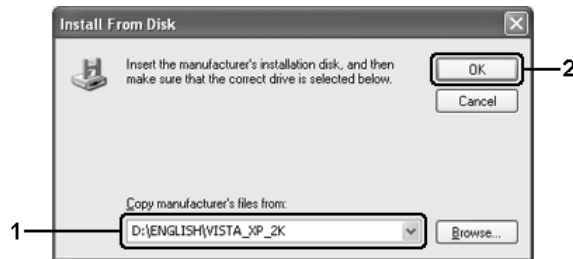 Install From Disk
Insert the manufacturer's installation disk, and then
make sure that the correct drive is selected below.
OK
2
Cancel
Copy manufacturer's files from:
1
D:\ENGLISH\VISTA_XP_2K
Browse...